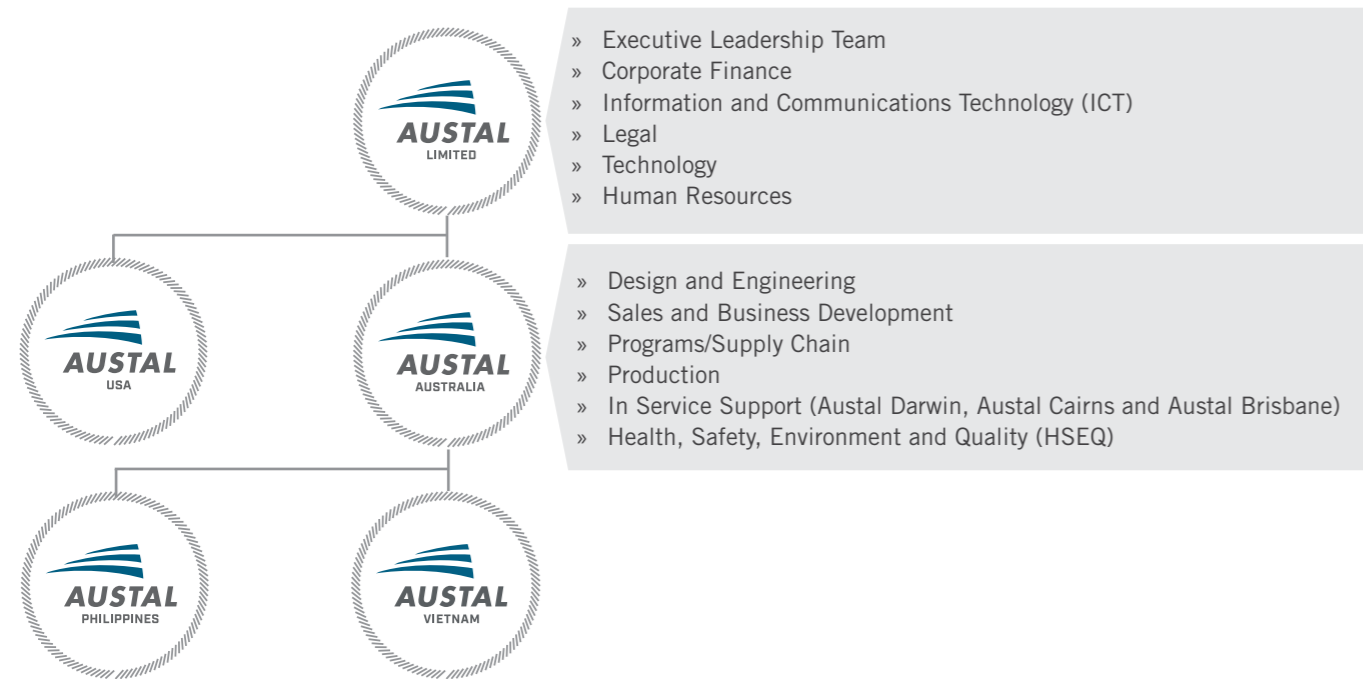 AUSTAL
LIMITED
» Executive Leadership Team
» Corporate Finance
» Information and Communications Technology (ICT)
» Legal
» Technology
» Human Resources
AUSTAL
USA
AUSTAL
AUSTRALIA
» Design and Engineering
» Sales and Business Development
» Programs/Supply Chain
» Production
» In Service Support (Austal Darwin, Austal Cairns and Austal Brisbane)
» Health, Safety, Environment and Quality (HSEQ)
AUSTAL
PHILIPPINES
AUSTAL
VIETNAM